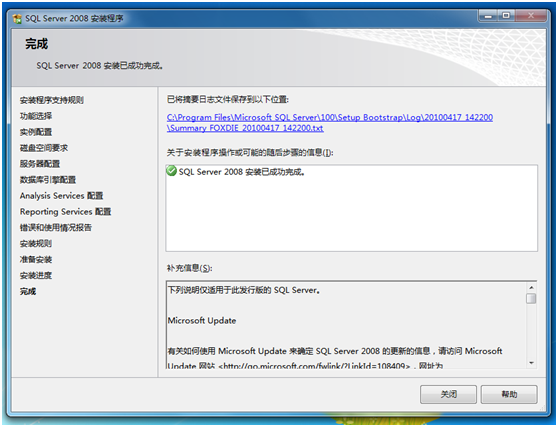 SQL Server 2008 安装程序
完成
SQL Server 2008 安装已成功完成。
安装程序支持规则
功能选择
实例配置
磁盘空间要求
服务器配置
数据库引擎配置
Analysis Services 配置
Reporting Services 配置
错误和使用情况报告
安装规则
准备安装
安装进度
完成
已将摘要日志文件保存到以下位置:
C:\Program Files\Microsoft SQL Server\100\Setup Bootstrap\Log\20100417_142200
\Summary_FOXDIE_20100417_142200.txt
关于安装程序操作或可能的随后步骤的信息(I):
SQL Server 2008 安装已成功完成。
补充信息(S):
下列说明仅适用于此发行版的 SQL Server。
Microsoft Update
有关如何使用 Microsoft Update 来确定 SQL Server 2008 的更新的信息，请访问 Microsoft
Update 网站 <http://go.microsoft.com/fwlink/?LinkId=108409>，网址为
关闭
帮助